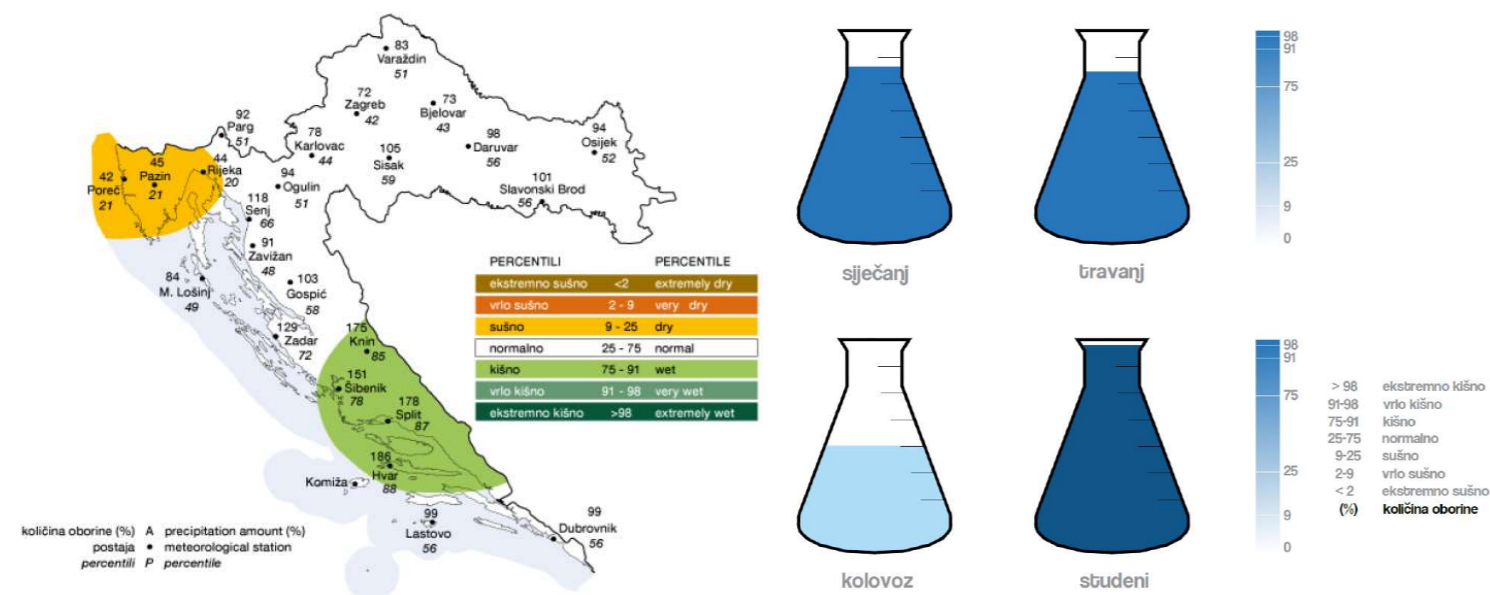 83
Varaždin
51
72
Zagreb
42
73
Bjelovar
43
92
Parg
51
78
Karlovac
44
105
Sisak
59
98
Daruvar
56
94
Osijek
52
45
Pazin
21
44
Rijeka
20
42
Poreč
21
94
Ogulin
51
101
Slavonski Brod
56
118
Senj
66
91
Zavižan
48
84
M. Lošinj
49
103
Gospić
58
129
Zadar
72
175
Knin
85
151
Šibenik
78
178
Split
87
186
Hvar
88
Komiža
99
Lastovo
56
99
Dubrovnik
56
PERCENTILI PERCENTILE
ekstremno sušno <2 extremely dry
vrlo sušno 2 - 9 very dry
sušno 9 - 25 dry
normalno 25 - 75 normal
kišno 75 - 91 wet
vrlo kišno 91 - 98 very wet
ekstremno kišno >98 extremely wet
količina oborine (%) A precipitation amount (%)
postaja • meteorological station
percentili P percentile
siječanj
travanj
98
91
75
25
9
0
kolovoz
studeni
98
91
75
25
9
0
> 98 ekstremno kišno
91-98 vrlo kišno
75-91 kišno
25-75 normalno
9-25 sušno
2-9 vrlo sušno
< 2 ekstremno sušno
(%) količina oborine